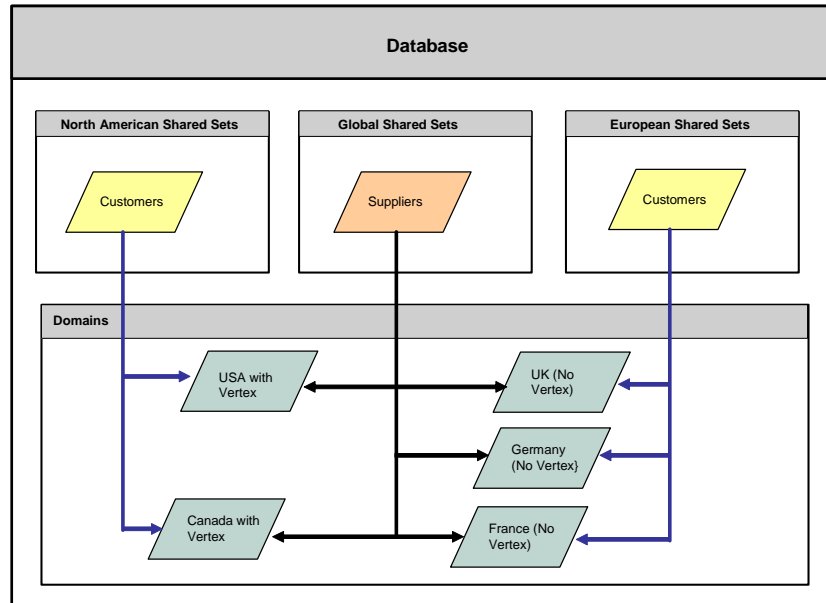 Database
North American Shared Sets
Global Shared Sets
European Shared Sets
Customers
Suppliers
Customers
Domains
USA with
Vertex
UK (No
Vertex)
Germany
(No Vertex}
Canada with
Vertex
France (No
Vertex)